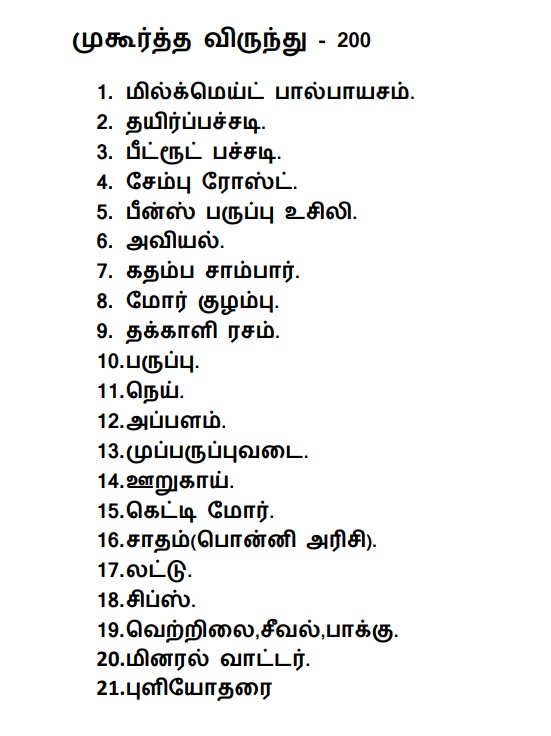 முகூர்த்த விருந்து - 200
1. மில்க்மெய்ட் பால்பாயசம்.
2. தயிர்ப்பச்சடி.
3. பீட்ரூட் பச்சடி.
4. சேம்பு ரோஸ்ட்.
5. பீன்ஸ் பருப்பு உசிலி.
6. அவியல்.
7. கதம்ப சாம்பார்.
8. மோர் குழம்பு.
9. தக்காளி ரசம்.
10.பருப்பு.
11.நெய்.
12.அப்பளம்.
13.முப்பருப்புவடை.
14.ஊறுகாய்.
15.கெட்டி மோர்.
16.சாதம்(பொன்னி அரிசி).
17.லட்டு.
18.சிப்ஸ்.
19.வெற்றிலை,சீவல்,பாக்கு.
20.மினரல் வாட்டர்.
21.புளியோதரை